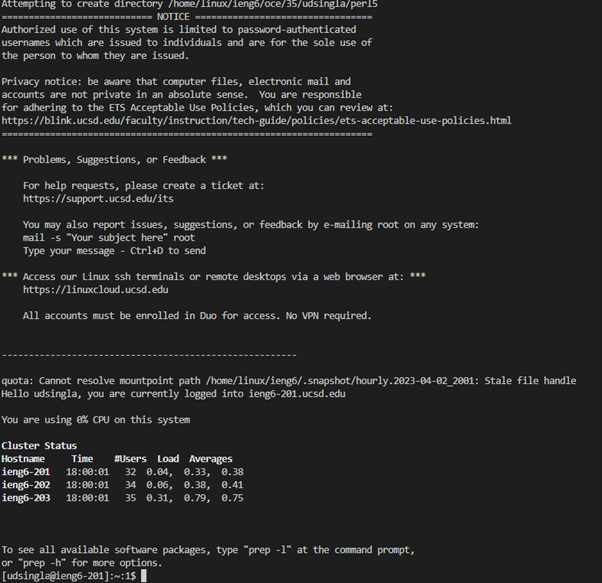 Attempting to create directory /home/linux/ieng6/oce/35/udsingla/perl5
============================ NOTICE =================================
Authorized use of this system is limited to password-authenticated
usernames which are issued to individuals and are for the sole use of
the person to whom they are issued.

Privacy notice: be aware that computer files, electronic mail and
accounts are not private in an absolute sense.  You are responsible
for adhering to the ETS Acceptable Use Policies, which you can review at:
https://blink.ucsd.edu/faculty/instruction/tech-guide/policies/ets-acceptable-use-policies.html
=====================================================================

*** Problems, Suggestions, or Feedback ***

    For help requests, please create a ticket at:
    https://support.ucsd.edu/its

    You may also report issues, suggestions, or feedback by e-mailing root on any system:
    mail -s "Your subject here" root
    Type your message - Ctrl+D to send

*** Access our Linux ssh terminals or remote desktops via a web browser at: ***
    https://linuxcloud.ucsd.edu

    All accounts must be enrolled in Duo for access. No VPN required.

-------------------------------------------------------

quota: Cannot resolve mountpoint path /home/linux/ieng6/.snapshot/hourly.2023-04-02_2001: Stale file handle
Hello udsingla, you are currently logged into ieng6-201.ucsd.edu

You are using 0% CPU on this system

Cluster Status
Hostname     Time    #Users  Load  Averages
ieng6-201   18:00:01   32  0.04,  0.33,  0.38
ieng6-202   18:00:01   34  0.06,  0.38,  0.41
ieng6-203   18:00:01   35  0.31,  0.79,  0.75

To see all available software packages, type "prep -l" at the command prompt,
or "prep -h" for more options.
[udsingla@ieng6-201]:~:1$